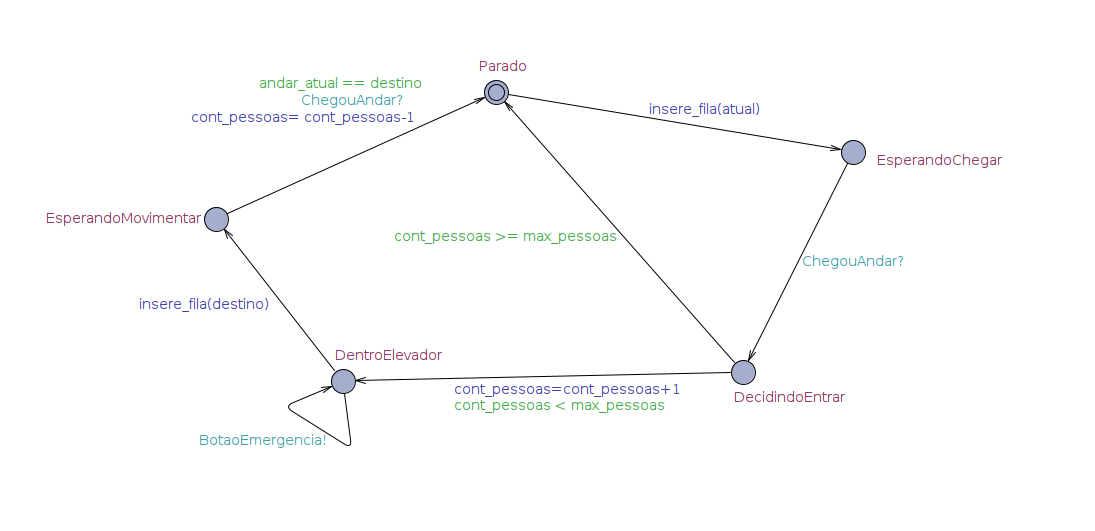 Parado
andar_atual == destino
ChegouAndar?
cont_pessoas= cont_pessoas-1
insere_fila(atual)
EsperandoChegar
EsperandoMovimentar
cont_pessoas >= max_pessoas
ChegouAndar?
insere_fila(destino)
DentroElevador
cont_pessoas=cont_pessoas+1
cont_pessoas < max_pessoas
DecidindoEntrar
BotaoEmergencia!